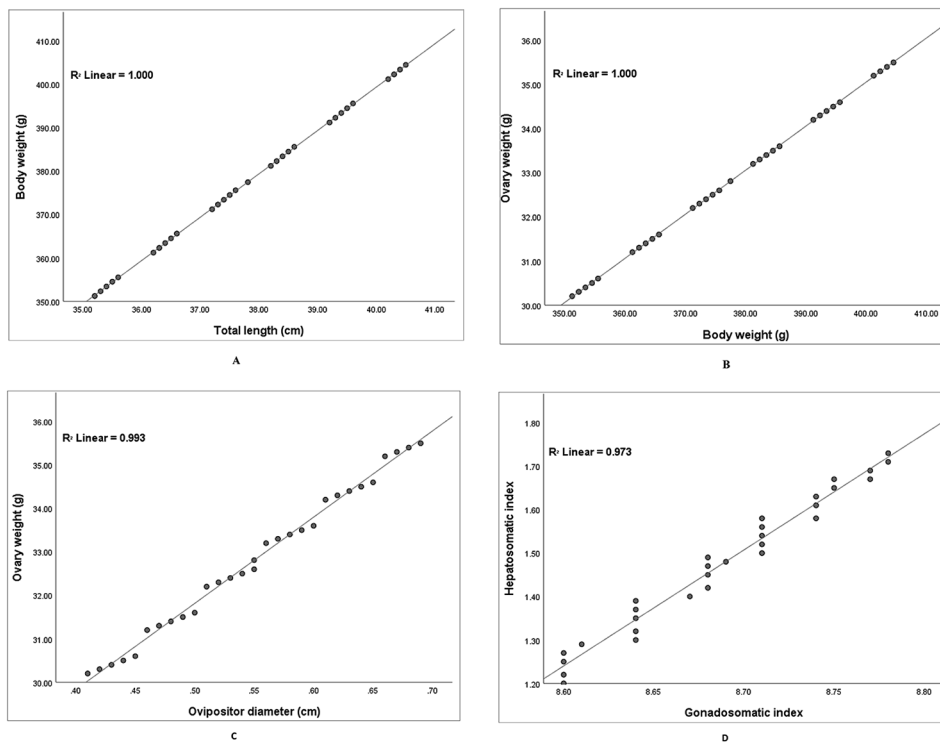 R² Linear = 1.000
Body weight (g)
410.00
400.00
390.00
380.00
370.00
360.00
350.00
35.00 36.00 37.00 38.00 39.00 40.00 41.00
Total length (cm)
A
R² Linear = 1.000
Ovary weight (g)
36.00
35.00
34.00
33.00
32.00
31.00
30.00
350.00 360.00 370.00 380.00 390.00 400.00 410.00
Body weight (g)
B
R² Linear = 0.993
Ovary weight (g)
36.00
35.00
34.00
33.00
32.00
31.00
30.00
.40 .45 .50 .55 .60 .65 .70
Ovipositor diameter (cm)
C
R² Linear = 0.973
Hepatosomatic index
1.80
1.70
1.60
1.50
1.40
1.30
1.20
8.60 8.65 8.70 8.75 8.80
Gonadosomatic index
D